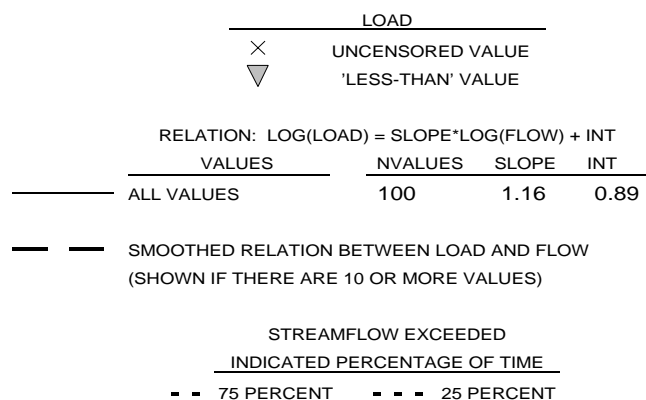 LOAD
UNCENSORED VALUE
'LESS-THAN' VALUE
RELATION: LOG(LOAD) = SLOPE*LOG(FLOW) + INT
VALUES NVALUES SLOPE INT
ALL VALUES 100 1.16 0.89
SMOOTHED RELATION BETWEEN LOAD AND FLOW
(SHOWN IF THERE ARE 10 OR MORE VALUES)
STREAMFLOW EXCEEDED
INDICATED PERCENTAGE OF TIME
75 PERCENT 25 PERCENT